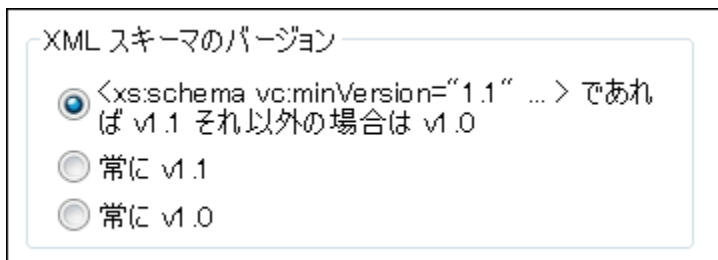 XML スキーマのバージョン
<xs:schema vc:minVersion="1.1" ... > であれ
ば v1.1 それ以外の場合は v1.0
常に v1.1
常に v1.0